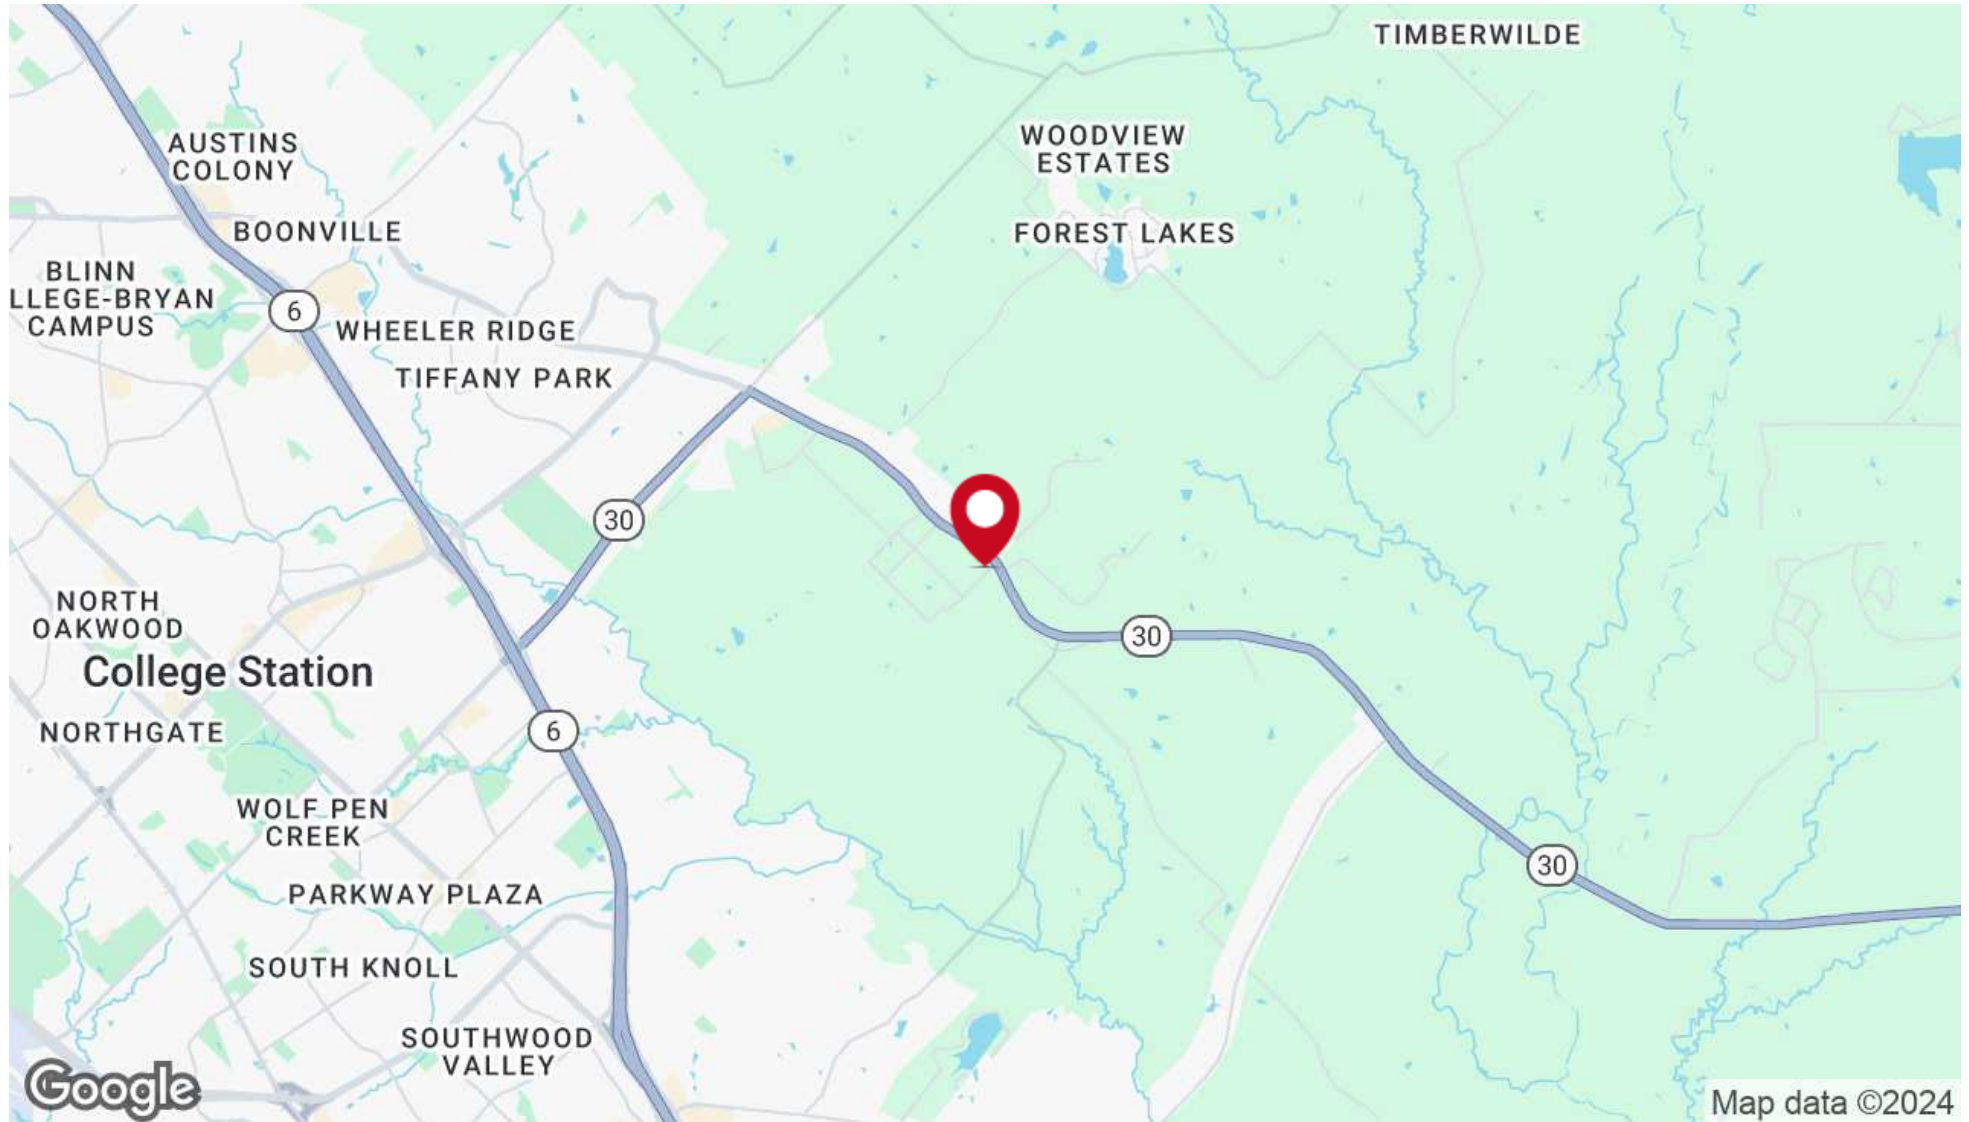 TIMBERWILDE
AUSTINS
COLONY
WOODVIEW
ESTATES
BOONVILLE
FOREST LAKES
BLINN
LLEGE-BRYAN
CAMPUS
6
WHEELER RIDGE
TIFFANY PARK
30
NORTH
OAKWOOD
30
College Station
NORTHGATE
6
WOLF PEN
CREEK
30
PARKWAY PLAZA
SOUTH KNOLL
SOUTHWOOD
VALLEY
Google
Map data ©2024